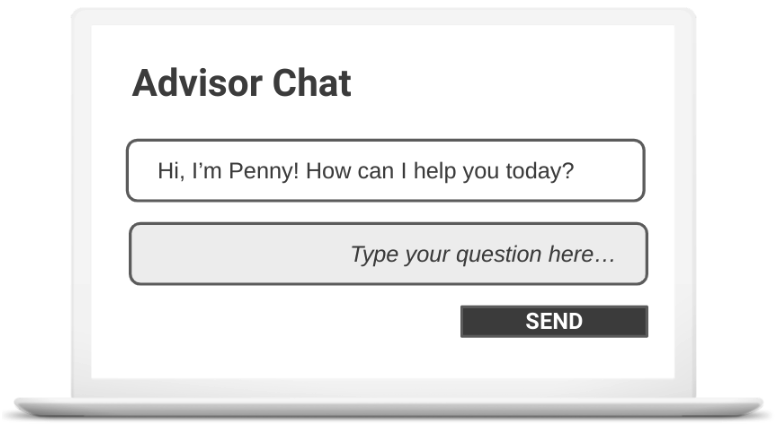 Advisor Chat
Hi, I’m Penny! How can I help you today?
Type your question here…
SEND